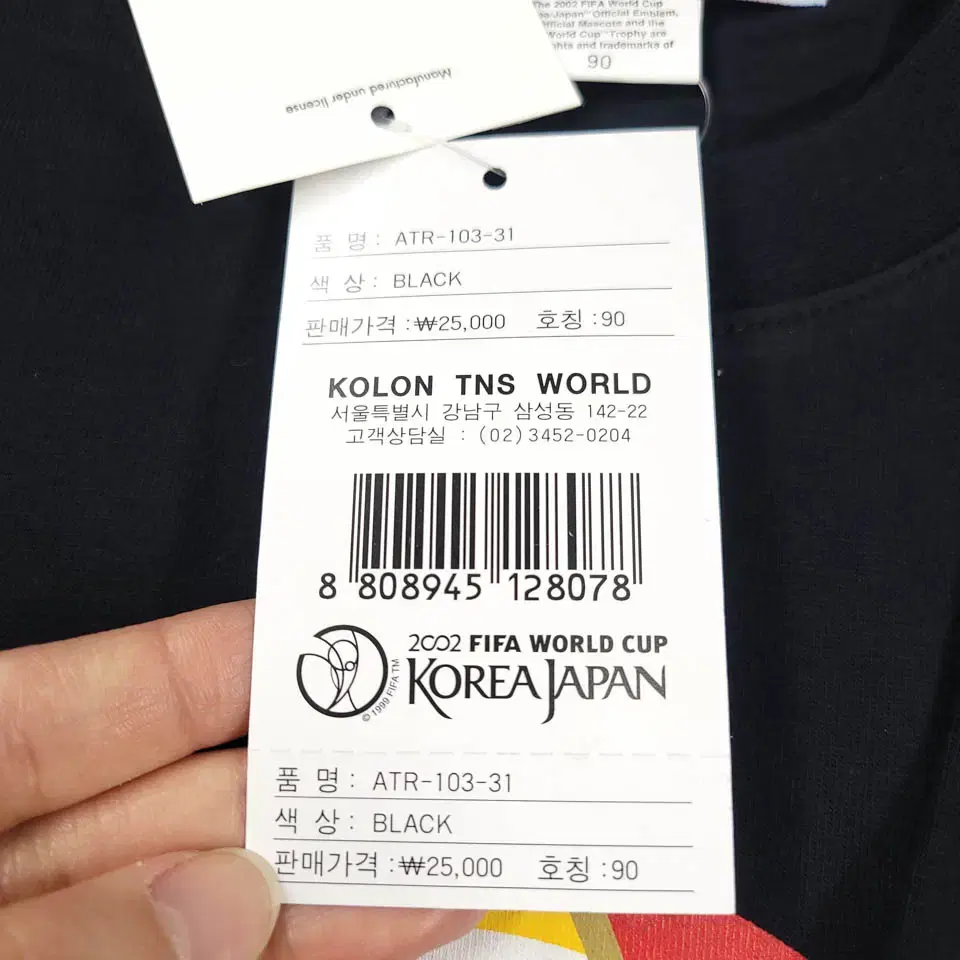 The 2002 FIFA World Cup
Japan™ Official Emblem,
Official Mascots and the
World Cup™ Trophy are
and trademarks of
90
Manufactured under license
품 명 : ATR-103-31
색 상 : BLACK
판매가격 : ₩25,000 호칭 : 90
KOLON TNS WORLD
서울특별시 강남구 삼성동 142-22
고객상담실 : (02)3452-0204
8 808945 128078
2002 FIFA WORLD CUP
KOREA JAPAN
© 1999 FIFA TM
품 명 : ATR-103-31
색 상 : BLACK
판매가격 : ₩25,000 호칭 : 90